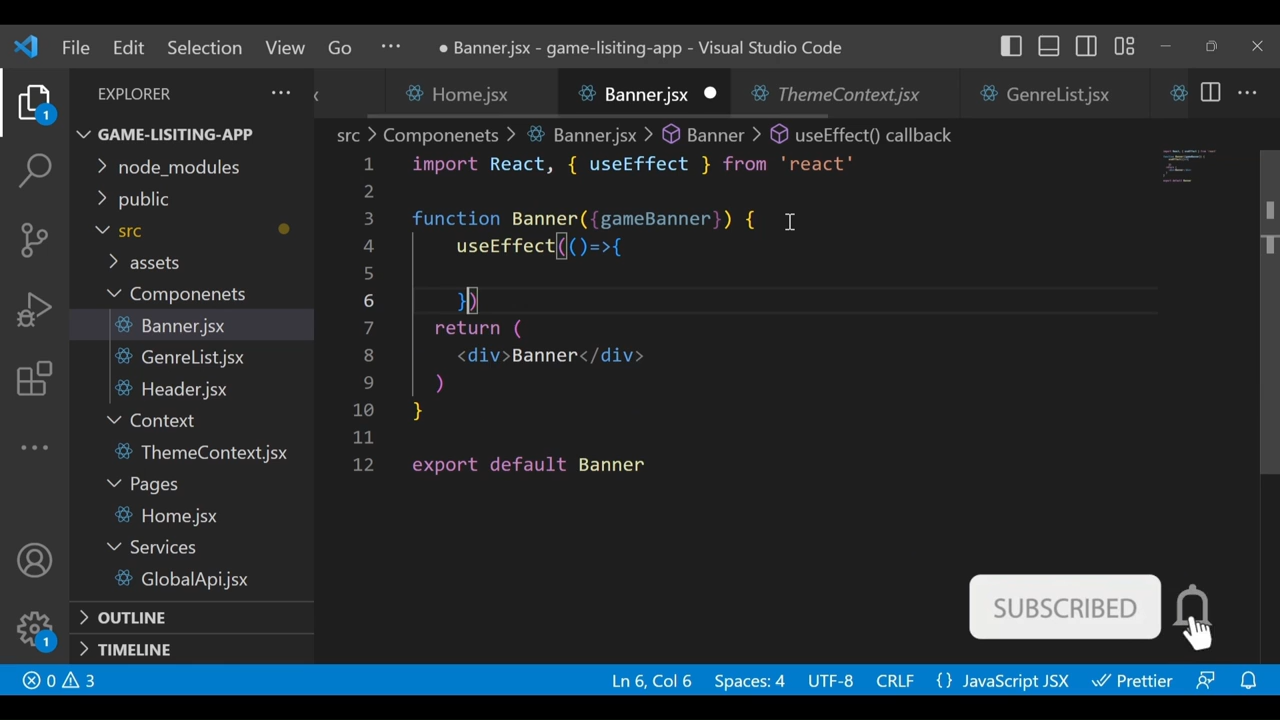 File Edit Selection View Go ··· ● Banner.jsx - game-lisiting-app - Visual Studio Code
EXPLORER ··· Home.jsx Banner.jsx ● ThemeContext.jsx GenreList.jsx ···
src > Componenets > Banner.jsx > Banner > useEffect() callback
GAME-LISITING-APP
node_modules
public
src
assets
Componenets
Banner.jsx
GenreList.jsx
Header.jsx
Context
ThemeContext.jsx
Pages
Home.jsx
Services
GlobalApi.jsx
OUTLINE
TIMELINE
1 import React, { useEffect } from 'react'
2
3 function Banner({gameBanner}) {
4 useEffect(()=>{
5
6 })
7 return (
8 <div>Banner</div>
9 )
10 }
11
12 export default Banner
1
1
SUBSCRIBED
0 3 Ln 6, Col 6 Spaces: 4 UTF-8 CRLF {} JavaScript JSX Prettier